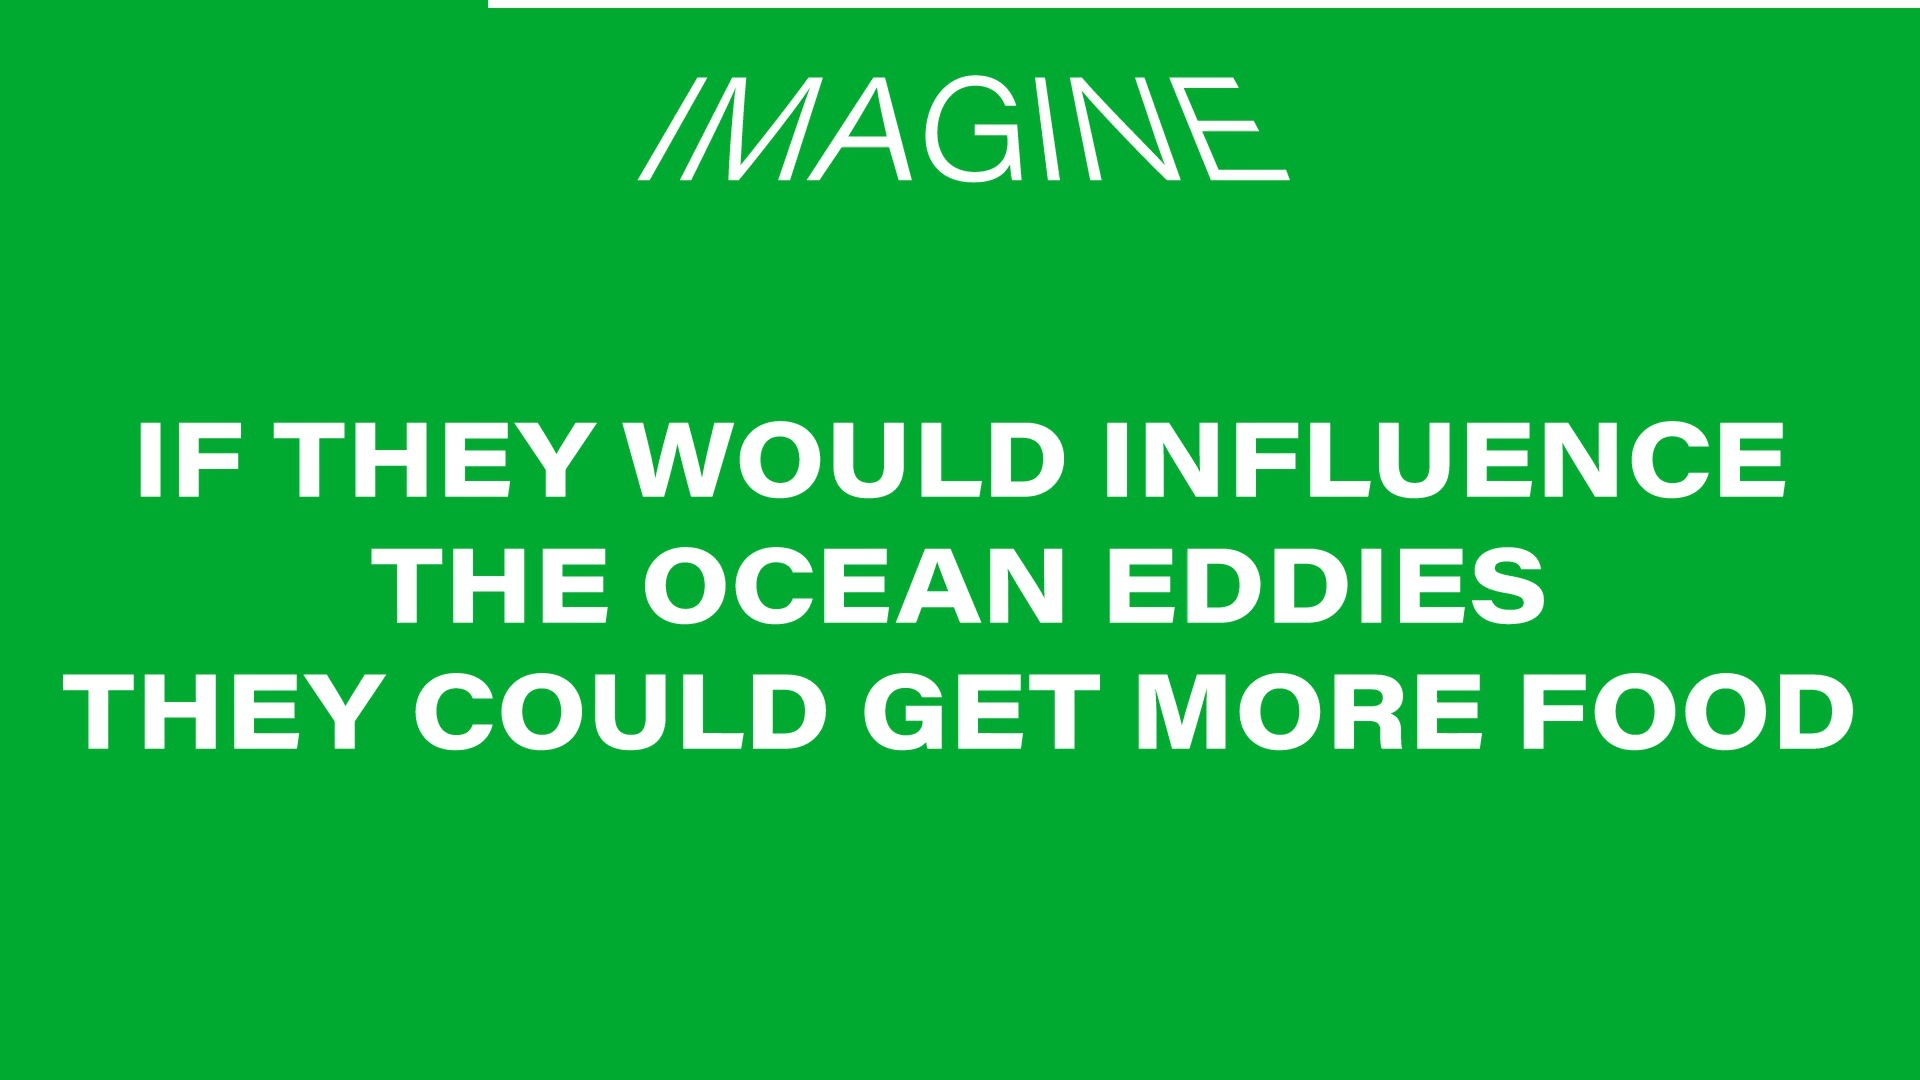 IMAGINE
IF THEY WOULD INFLUENCE
THE OCEAN EDDIES
THEY COULD GET MORE FOOD